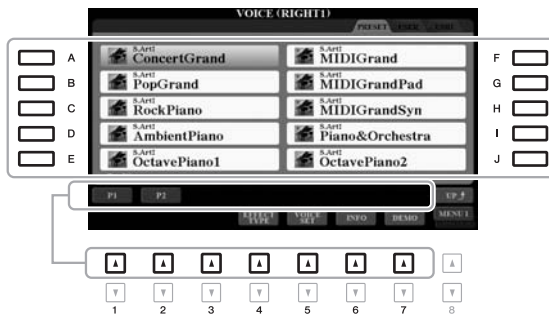 VOICE (RIGHT1)
PRESET USER USB
A S.Art! ConcertGrand S.Art! MIDIGrand F
B S.Art! PopGrand S.Art! MIDIGrandPad G
C S.Art! RockPiano S.Art! MIDIGrandSyn H
D S.Art! AmbientPiano S.Art! Piano&Orchestra I
E S.Art! OctavePiano1 S.Art! OctavePiano2 J
P1 P2 UP
EFFECT TYPE VOICE SET INFO DEMO MENU 1
1 2 3 4 5 6 7 8